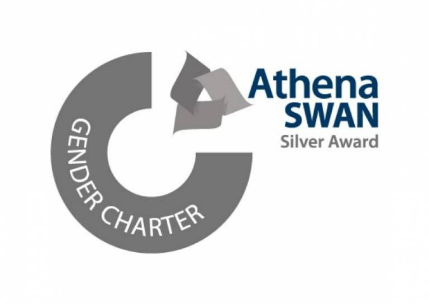 Athena
SWAN
Silver Award
GENDER CHARTER